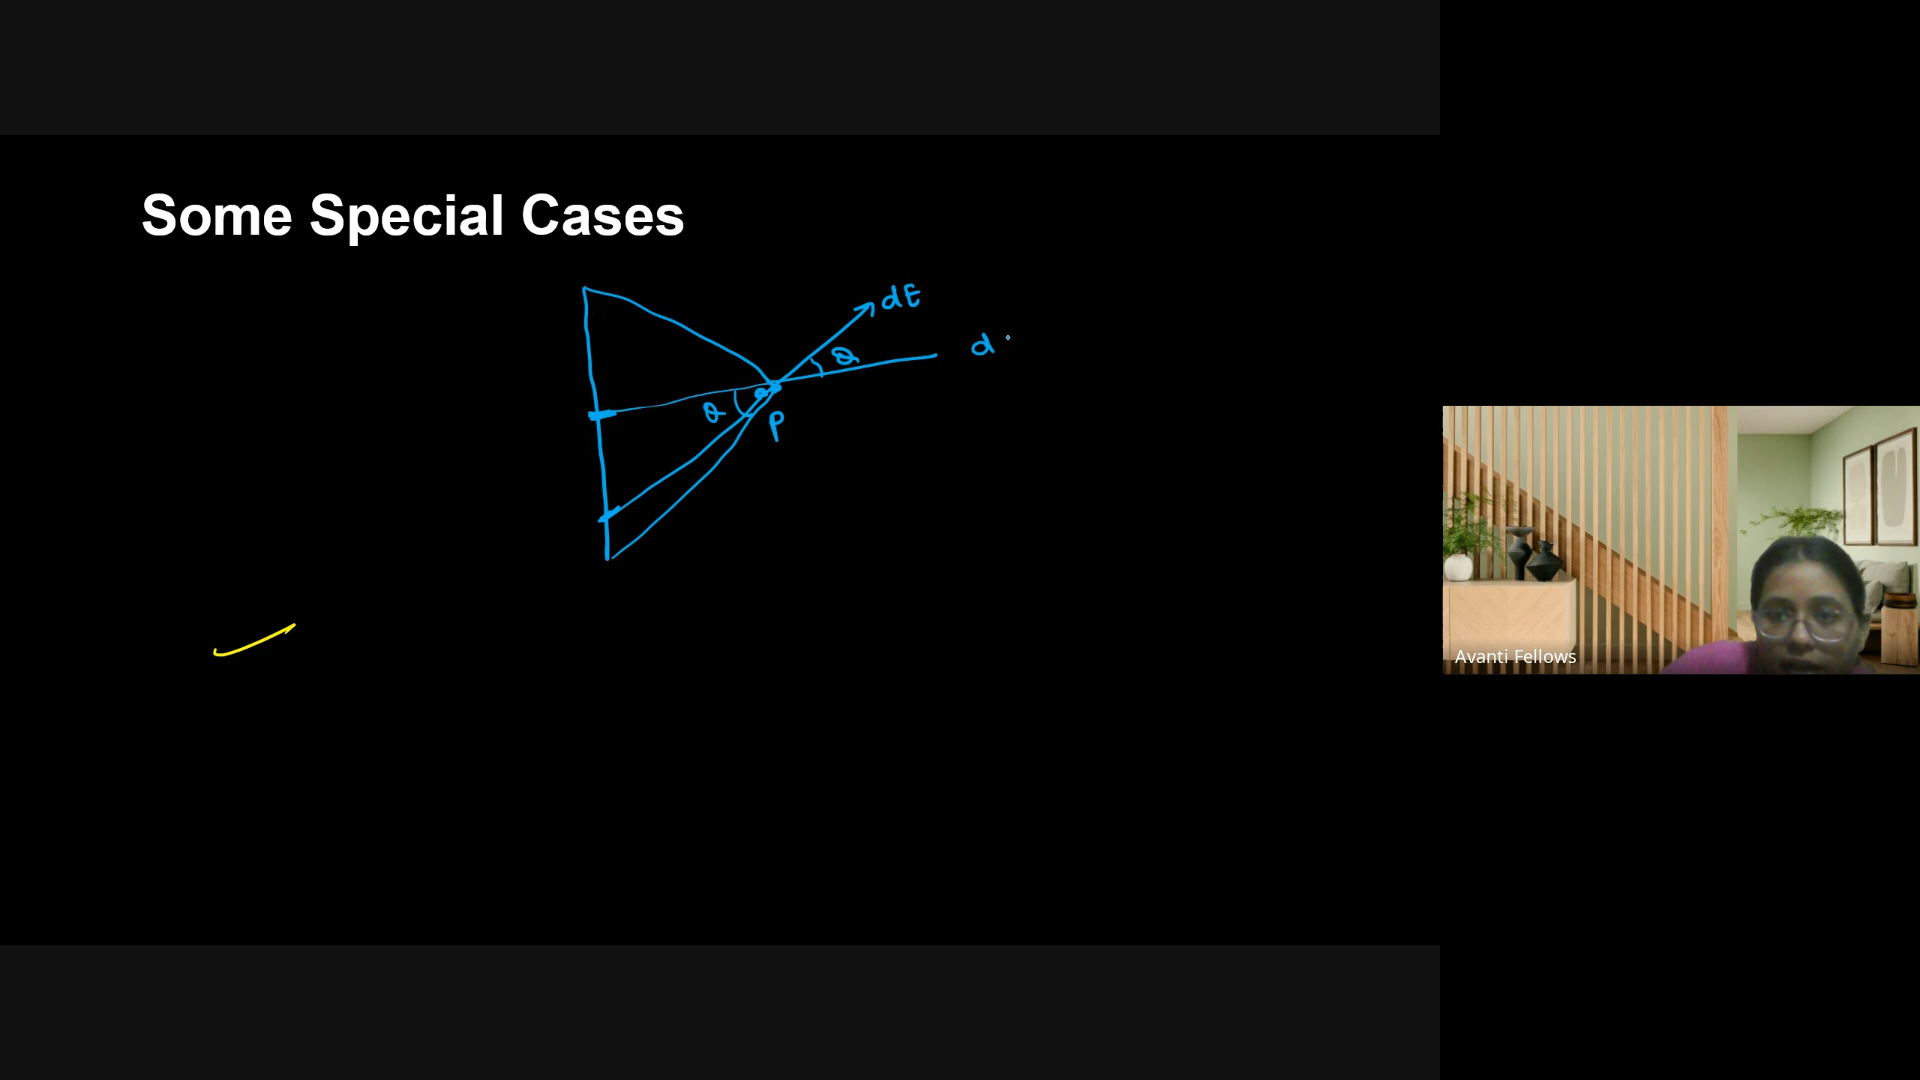 Some Special Cases
dE
θ
d
θ
P
Avanti Fellows